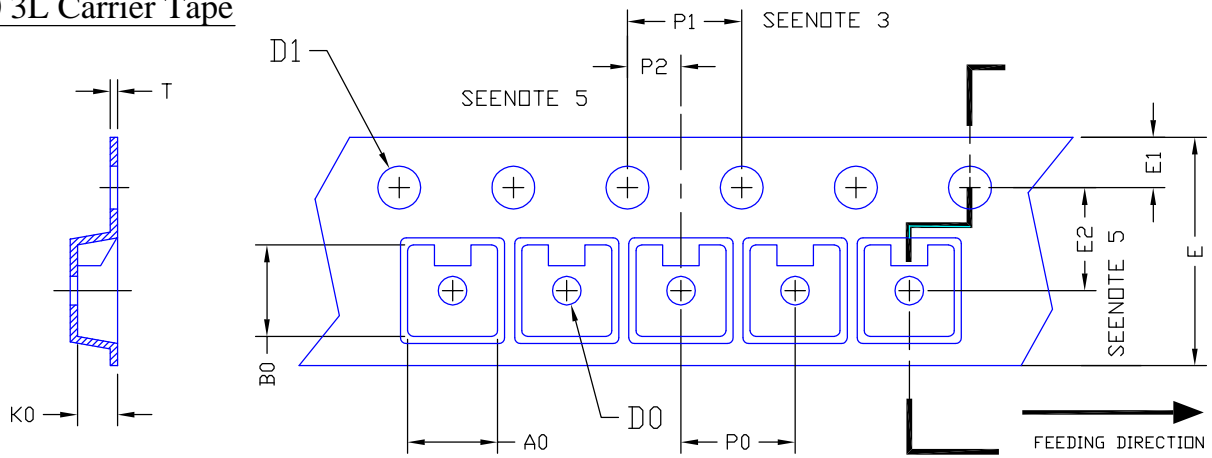 3L Carrier Tape
P1
SEENOTE 3
D1
P2
T
SEENOTE 5
E1
E2
E
SEENOTE 5
B0
K0
A0
D0
P0
FEEDING DIRECTION